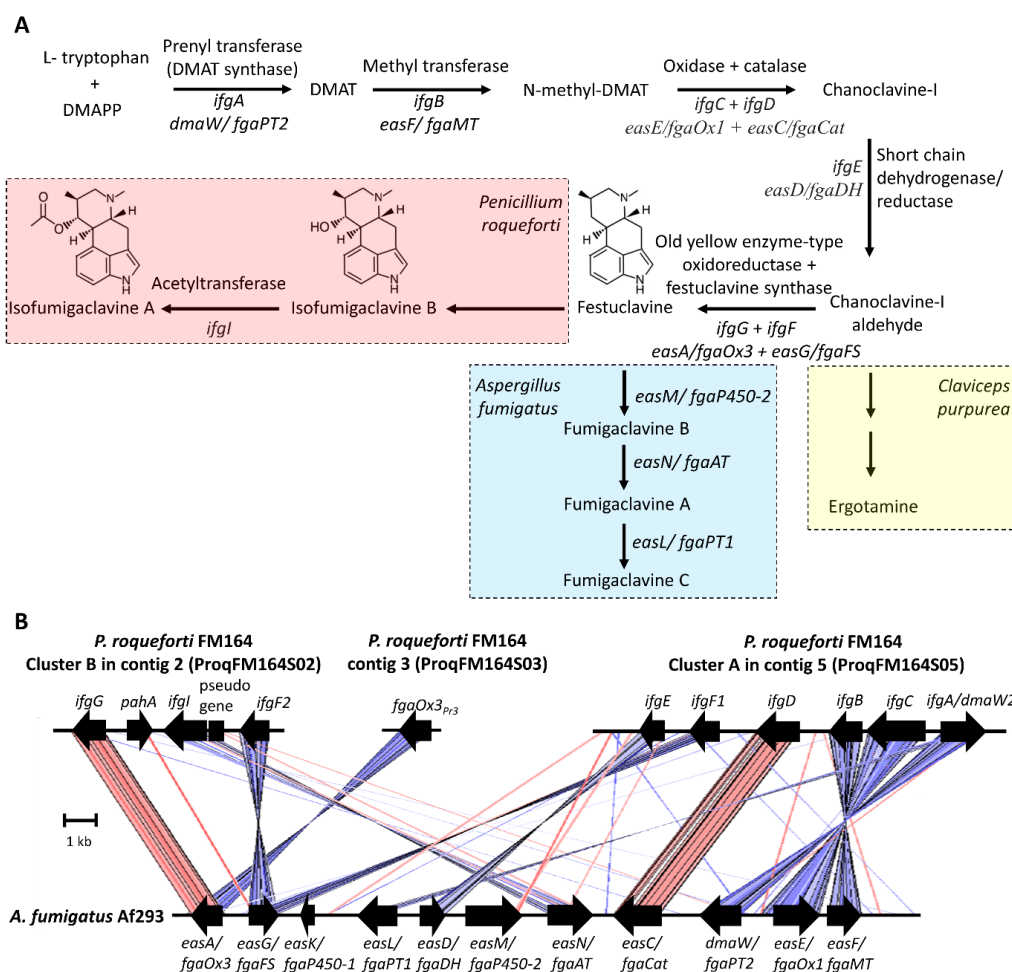 A
L- tryptophan
+
DMAPP
Prenyl transferase
(DMAT synthase)
ifgA
dmaW/ fgaPT2
DMAT
Methyl transferase
ifgB
easF/ fgaMT
N-methyl-DMAT
Oxidase + catalase
ifgC + ifgD
easE/fgaOx1 + easC/fgaCat
Chanoclavine-I
ifgE
easD/fgaDH
Short chain
dehydrogenase/
reductase
Chanoclavine-I
aldehyde
Old yellow enzyme-type
oxidoreductase +
festuclavine synthase
ifgG + ifgF
easA/fgaOx3 + easG/fgaFS
N
H
H
N
H
Festuclavine
Penicillium
roqueforti
N
HO
H
H
N
H
Isofumigaclavine B
Acetyltransferase
ifgI
O
O
N
H
H
N
H
Isofumigaclavine A
Aspergillus
fumigatus
easM/ fgaP450-2
Fumigaclavine B
easN/ fgaAT
Fumigaclavine A
easL/ fgaPT1
Fumigaclavine C
Claviceps
purpurea
Ergotamine
B
P. roqueforti FM164
Cluster B in contig 2 (ProqFM164S02)
P. roqueforti FM164
contig 3 (ProqFM164S03)
P. roqueforti FM164
Cluster A in contig 5 (ProqFM164S05)
ifgG
pahA
ifgI
pseudo
gene
ifgF2
fgaOx3Pr3
ifgE
ifgF1
ifgD
ifgB
ifgC
ifgA/dmaW2
1 kb
A. fumigatus Af293
easA/
fgaOx3
easG/
fgaFS
easK/
fgaP450-1
easL/
fgaPT1
easD/
fgaDH
easM/
fgaP450-2
easN/
fgaAT
easC/
fgaCat
dmaW/
fgaPT2
easE/
fgaOx1
easF/
fgaMT